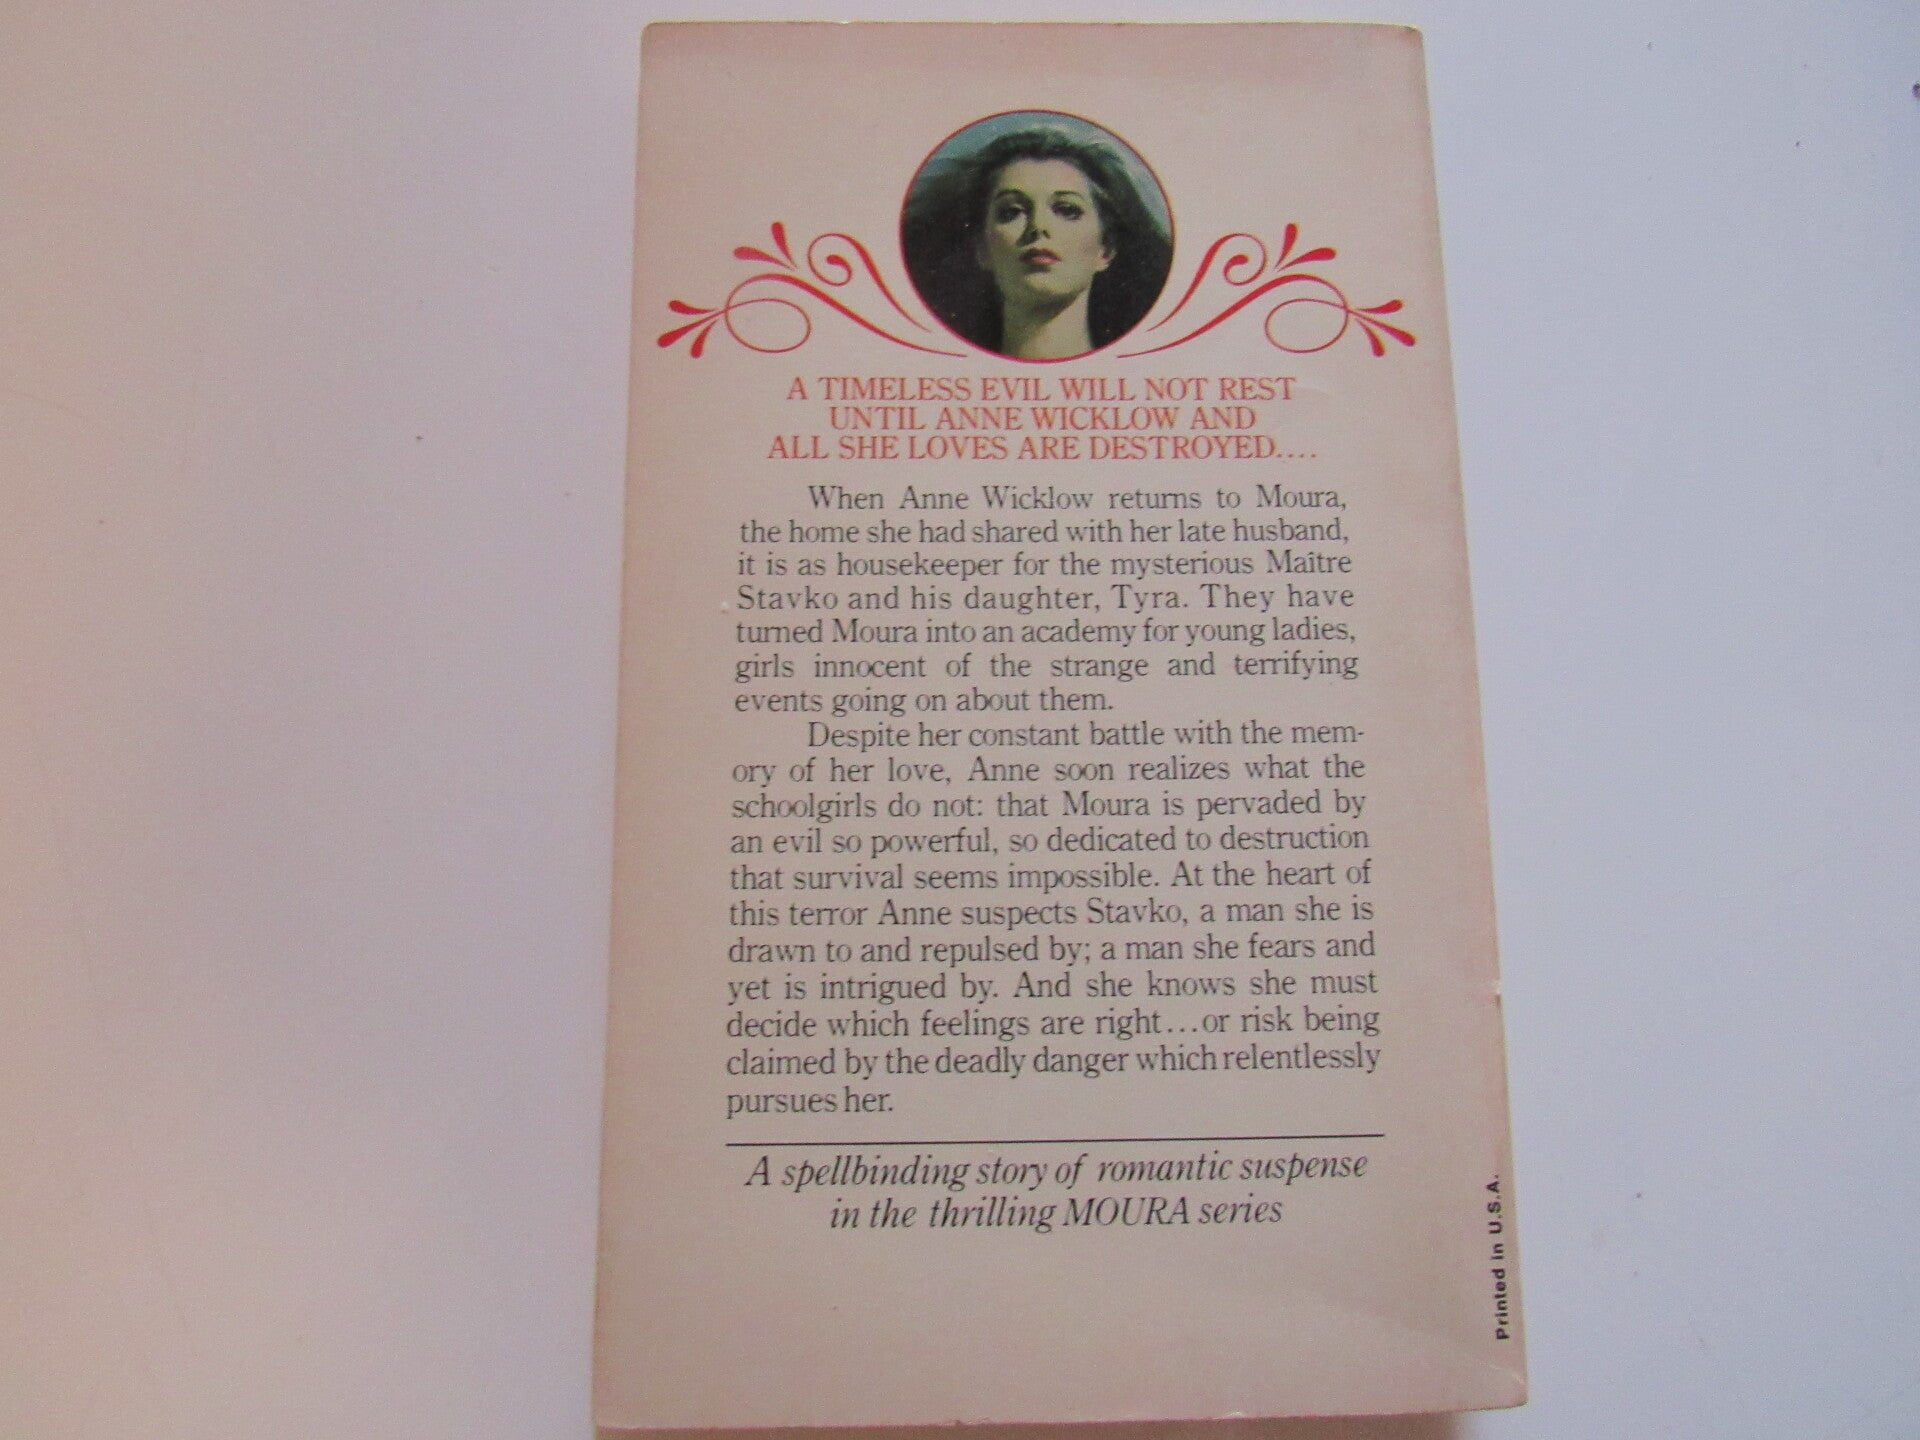 A TIMELESS EVIL WILL NOT REST
UNTIL ANNE WICKLOW AND
ALL SHE LOVES ARE DESTROYED....
When Anne Wicklow returns to Moura,
the home she had shared with her late husband,
it is as housekeeper for the mysterious Maître
Stavko and his daughter, Tyra. They have
turned Moura into an academy for young ladies,
girls innocent of the strange and terrifying
events going on about them.
Despite her constant battle with the mem-
ory of her love, Anne soon realizes what the
schoolgirls do not: that Moura is pervaded by
an evil so powerful, so dedicated to destruction
that survival seems impossible. At the heart of
this terror Anne suspects Stavko, a man she is
drawn to and repulsed by; a man she fears and
yet is intrigued by. And she knows she must
decide which feelings are right...or risk being
claimed by the deadly danger which relentlessly
pursues her.
A spellbinding story of romantic suspense
in the thrilling MOURA series
Printed in U.S.A.